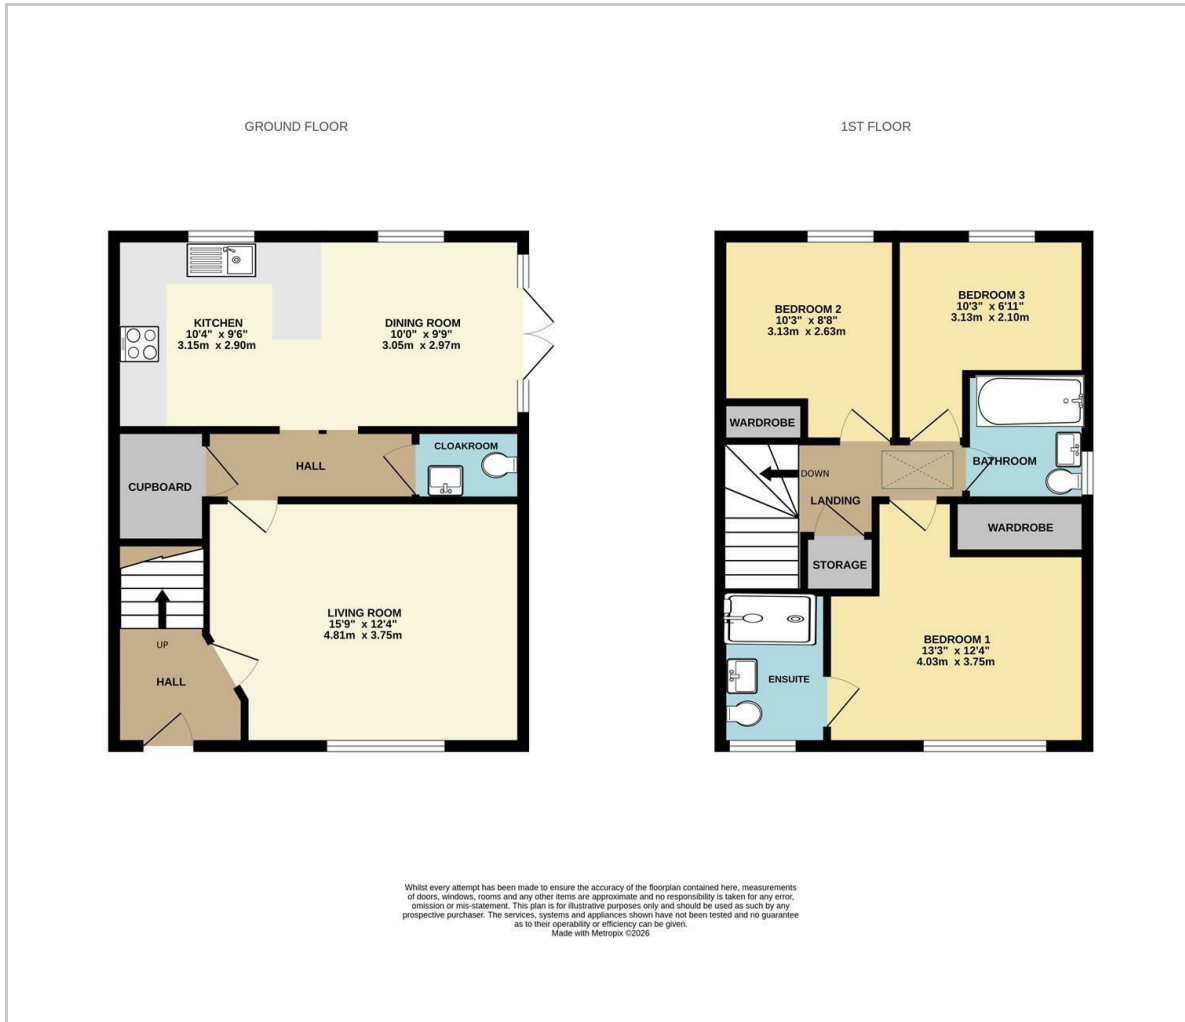 GROUND FLOOR
KITCHEN
10'4" x 9'6"
3.15m x 2.90m
DINING ROOM
10'0" x 9'9"
3.05m x 2.97m
CUPBOARD
HALL
CLOAKROOM
LIVING ROOM
15'9" x 12'4"
4.81m x 3.75m
UP
HALL
1ST FLOOR
BEDROOM 2
10'3" x 8'8"
3.13m x 2.63m
BEDROOM 3
10'3" x 6'11"
3.13m x 2.10m
WARDROBE
DOWN
LANDING
BATHROOM
WARDROBE
STORAGE
BEDROOM 1
13'3" x 12'4"
4.03m x 3.75m
ENSUITE
Whilst every attempt has been made to ensure the accuracy of the floorplan contained here, measurements
of doors, windows, rooms and any other items are approximate and no responsibility is taken for any error,
omission or mis-statement. This plan is for illustrative purposes only and should be used as such by any
prospective purchaser. The services, systems and appliances shown have not been tested and no guarantee
as to their operability or efficiency can be given.
Made with Metropix ©2026